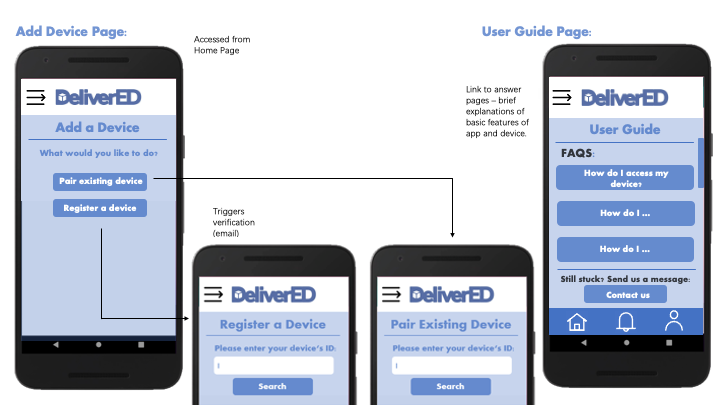 Add Device Page:
Accessed from
Home Page
DeliverED
Add a Device
What would you like to do?
Pair existing device
Register a device
Triggers
verification
(email)
DeliverED
Register a Device
Please enter your device's ID:
Search
DeliverED
Pair Existing Device
Please enter your device's ID:
Search
User Guide Page:
Link to answer
pages – brief
explanations of
basic features of
app and device.
DeliverED
User Guide
FAQS:
How do I access my
device?
How do I ...
How do I ...
Still stuck? Send us a message:
Contact us